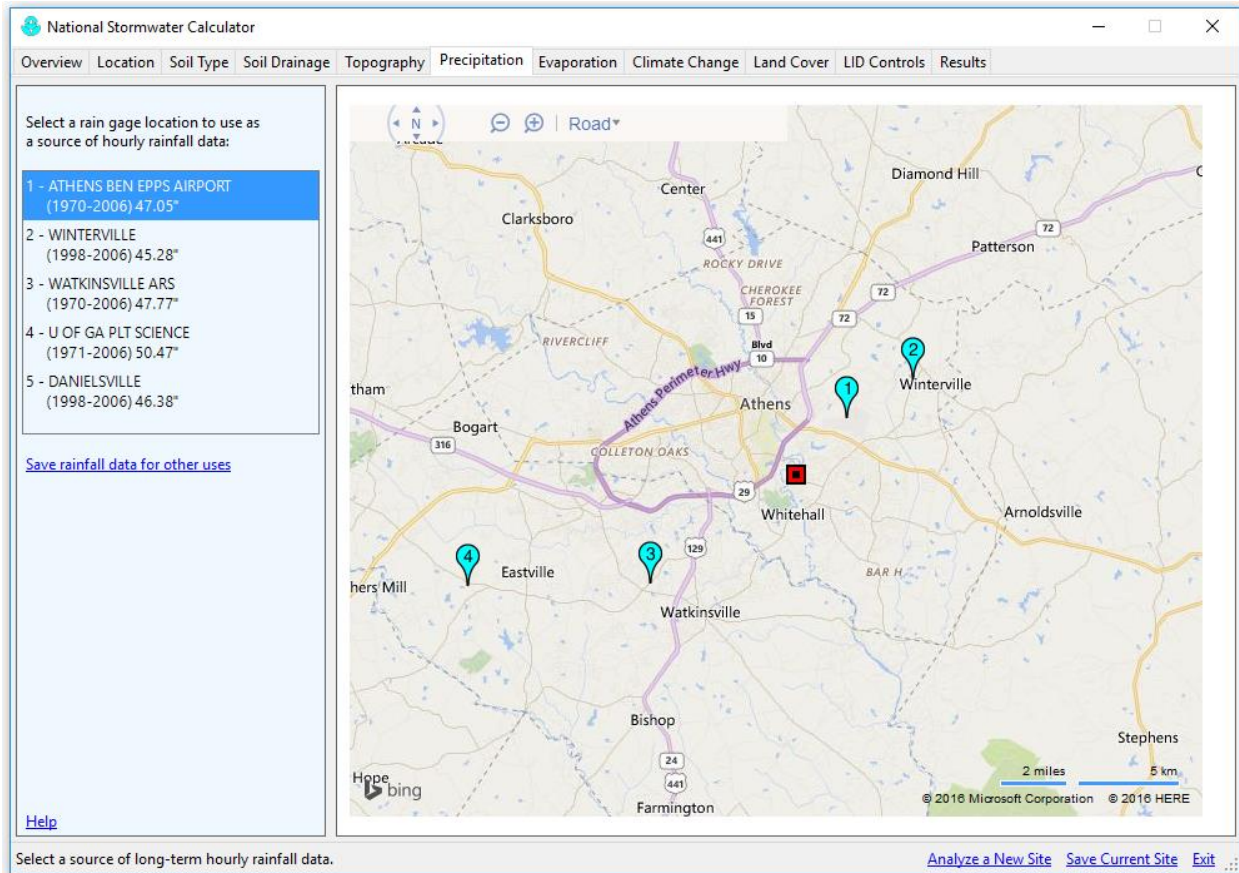 National Stormwater Calculator
Overview Location Soil Type Soil Drainage Topography Precipitation Evaporation Climate Change Land Cover LID Controls Results
Select a rain gage location to use as
a source of hourly rainfall data:
1 - ATHENS BEN EPPS AIRPORT
(1970-2006) 47.05"
2 - WINTERVILLE
(1998-2006) 45.28"
3 - WATKINSVILLE ARS
(1970-2006) 47.77"
4 - U OF GA PLT SCIENCE
(1971-2006) 50.47"
5 - DANIELSVILLE
(1998-2006) 46.38"
Save rainfall data for other uses
Help
N Road
Diamond Hill
Center
Clarksboro
441
72
Patterson
ROCKY DRIVE
CHEROKEE
FOREST
72
15
72
RIVERCLIFF
Blvd
10
2
Athens Perimeter Hwy
Winterville
1
tham
Athens
Bogart
316
COLLETON OAKS
29
Whitehall
Arnoldsville
129
4
3
Eastville
BAR H
hers Mill
Watkinsville
Bishop
Stephens
24
2 miles 5 km
Hope
441
bing
© 2016 Microsoft Corporation © 2016 HERE
Farmington
Select a source of long-term hourly rainfall data.
Analyze a New Site Save Current Site Exit